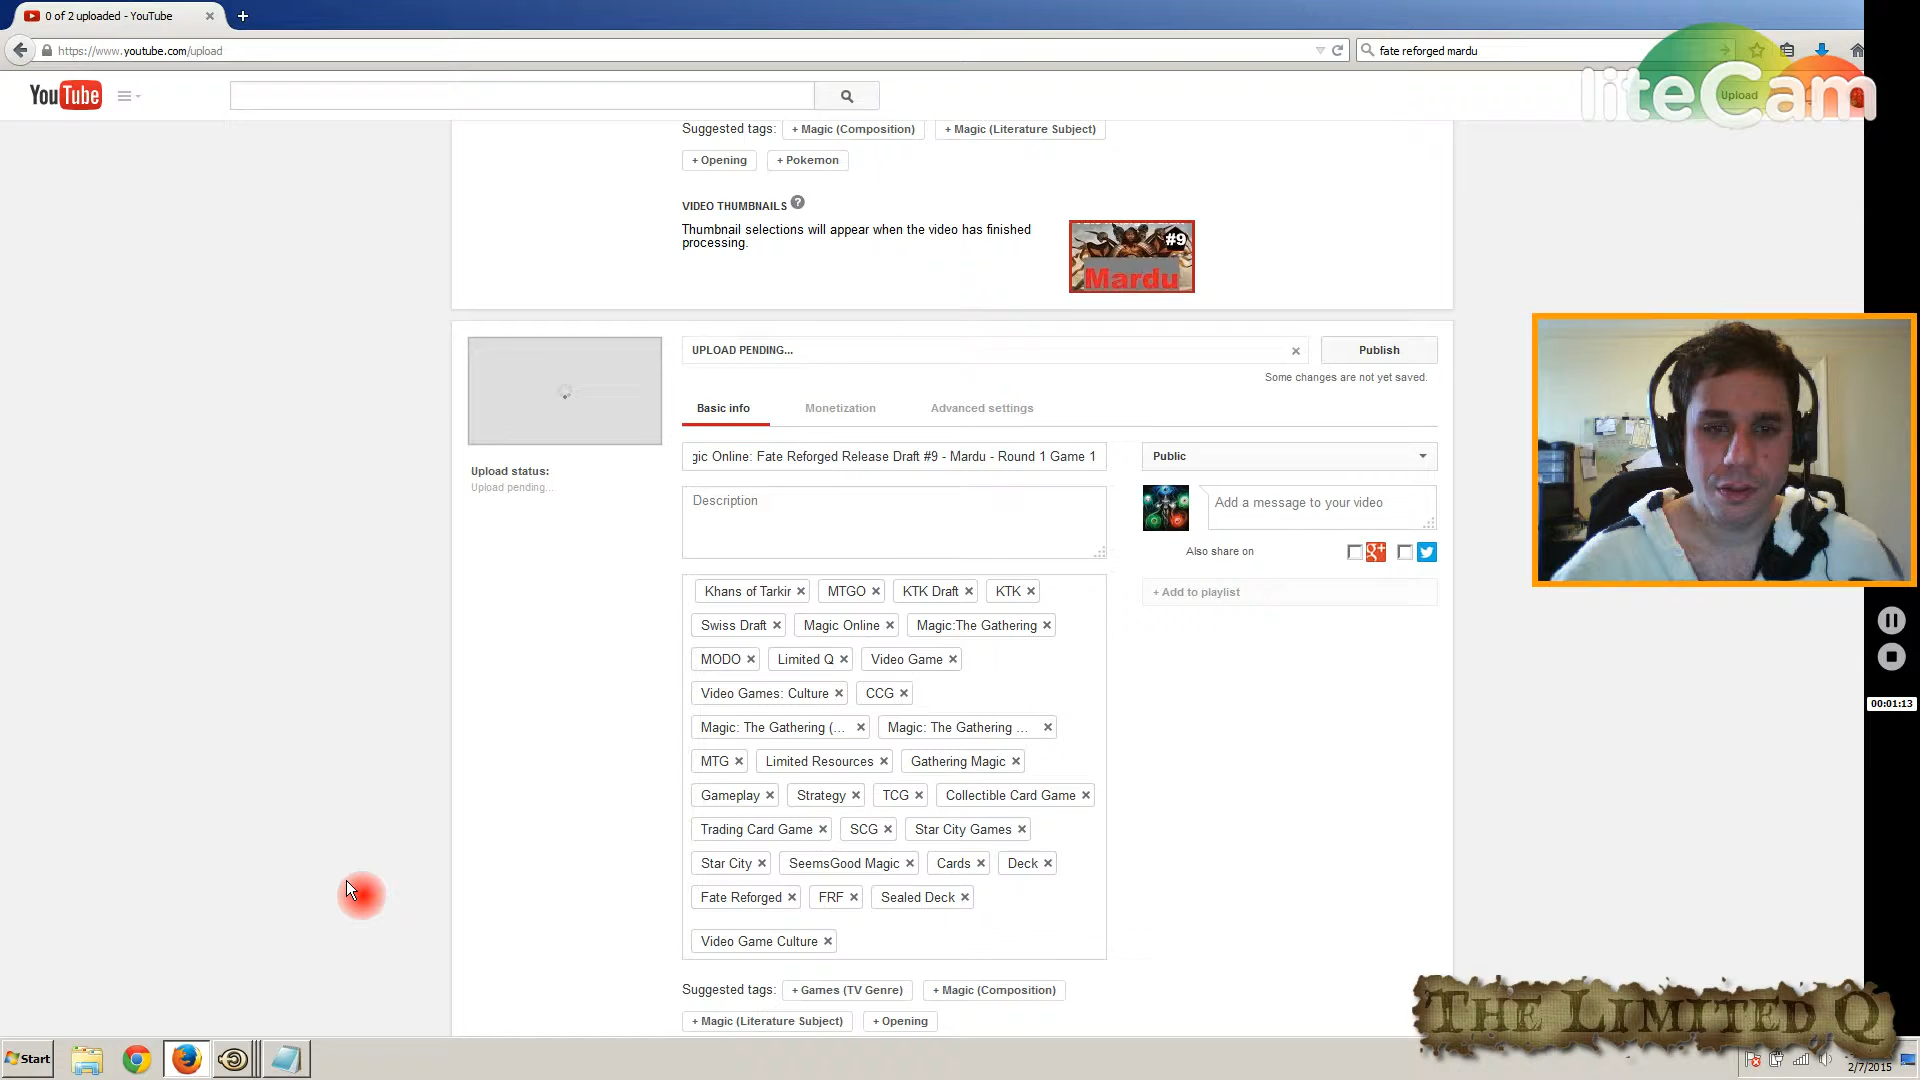 0 of 2 uploaded - YouTube
https://www.youtube.com/upload
fate reforged mardu
YouTube
Upload
liteCam
Suggested tags: + Magic (Composition) + Magic (Literature Subject)
+ Opening + Pokemon
VIDEO THUMBNAILS ?
Thumbnail selections will appear when the video has finished
processing.
#9
Mardu
UPLOAD PENDING...
Publish
Some changes are not yet saved.
Basic info Monetization Advanced settings
gic Online: Fate Reforged Release Draft #9 - Mardu - Round 1 Game 1
Public
Upload status:
Upload pending...
Description
Add a message to your video
Also share on
g+
+ Add to playlist
Khans of Tarkir MTGO KTK Draft KTK
Swiss Draft Magic Online Magic:The Gathering
MODO Limited Q Video Game
Video Games: Culture CCG
Magic: The Gathering (... Magic: The Gathering ...
MTG Limited Resources Gathering Magic
Gameplay Strategy TCG Collectible Card Game
Trading Card Game SCG Star City Games
Star City SeemsGood Magic Cards Deck
Fate Reforged FRF Sealed Deck
Video Game Culture
Suggested tags: + Games (TV Genre) + Magic (Composition)
+ Magic (Literature Subject) + Opening
00:01:13
THE LIMITED Q
Start
2/7/2015